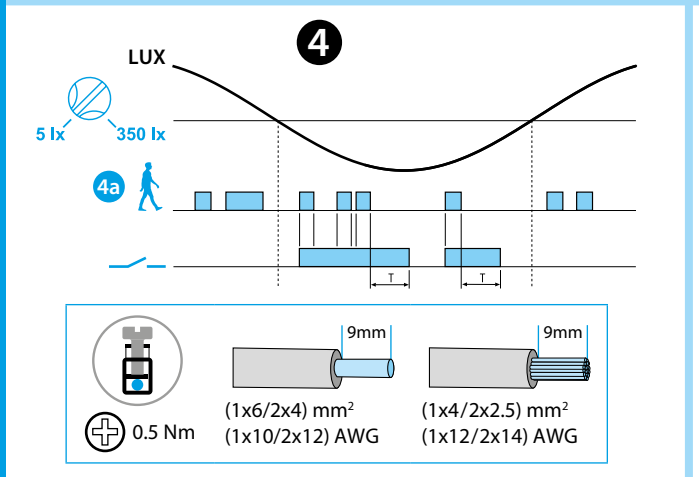 4
LUX
5 lx 350 lx
4a
T T
9mm 9mm
(1x6/2x4) mm² (1x4/2x2.5) mm²
0.5 Nm (1x10/2x12) AWG (1x12/2x14) AWG